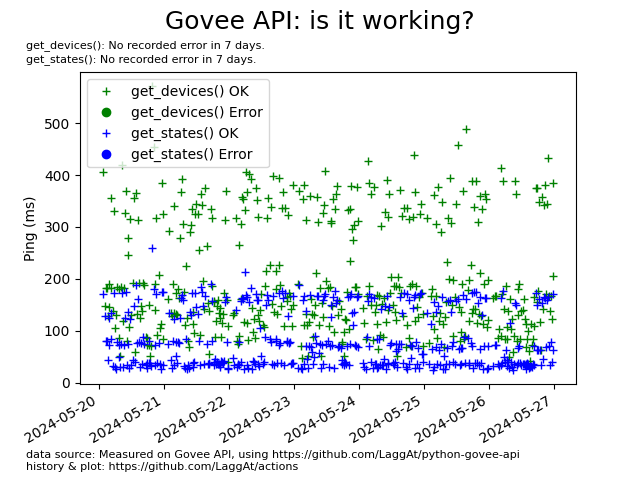 Govee API: is it working?
get_devices(): No recorded error in 7 days.
get_states(): No recorded error in 7 days.
get_devices() OK
get_devices() Error
get_states() OK
get_states() Error
Ping (ms)
500
400
300
200
100
0
2024-05-20
2024-05-21
2024-05-22
2024-05-23
2024-05-24
2024-05-25
2024-05-26
2024-05-27
data source: Measured on Govee API, using https://github.com/LaggAt/python-govee-api
history & plot: https://github.com/LaggAt/actions